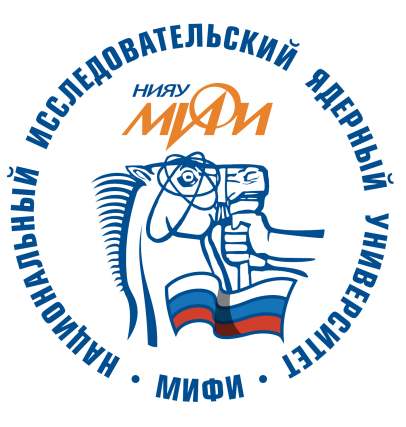 НАЦИОНАЛЬНЫЙ ИССЛЕДОВАТЕЛЬСКИЙ ЯДЕРНЫЙ УНИВЕРСИТЕТ
НИЯУ
МИФИ
• МИФИ •